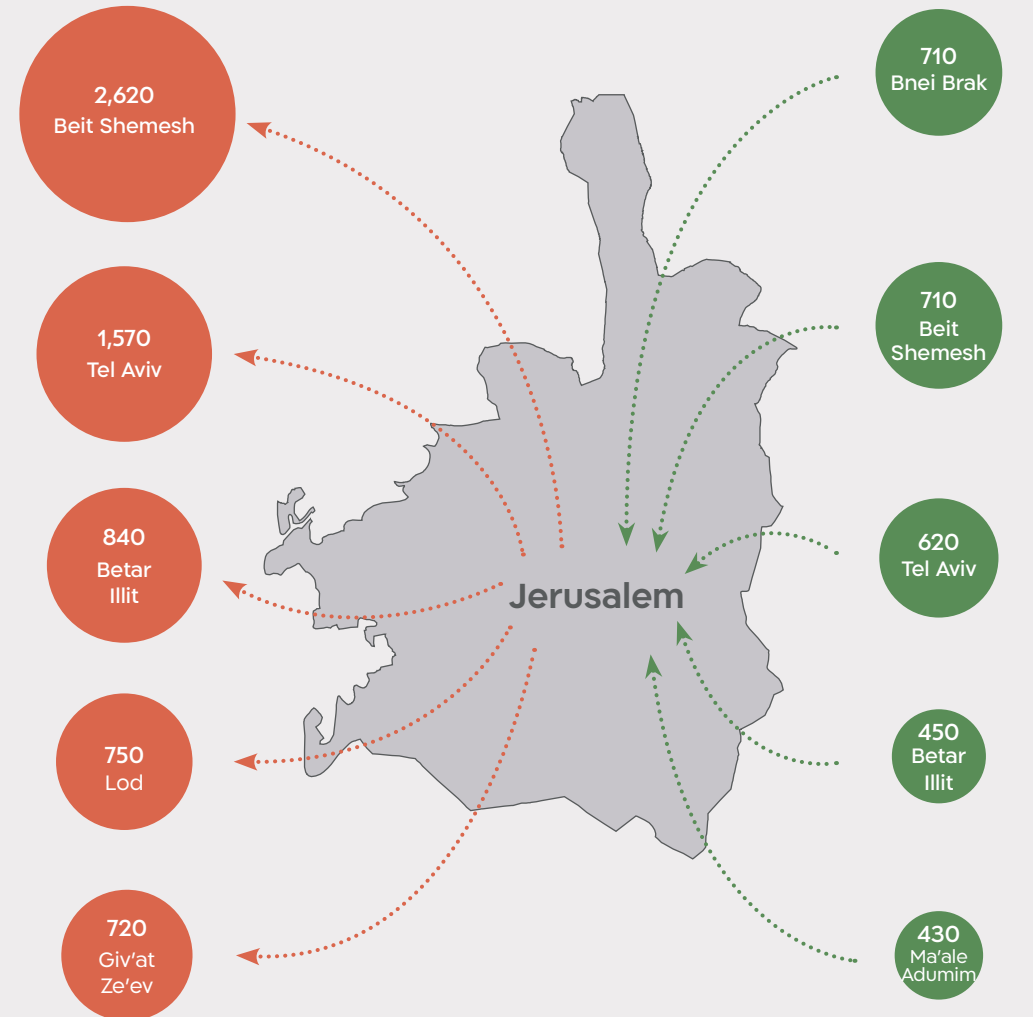 2,620
Beit Shemesh
1,570
Tel Aviv
840
Betar
Illit
750
Lod
720
Giv'at
Ze'ev
Jerusalem
710
Bnei Brak
710
Beit
Shemesh
620
Tel Aviv
450
Betar
Illit
430
Ma'ale
Adumim